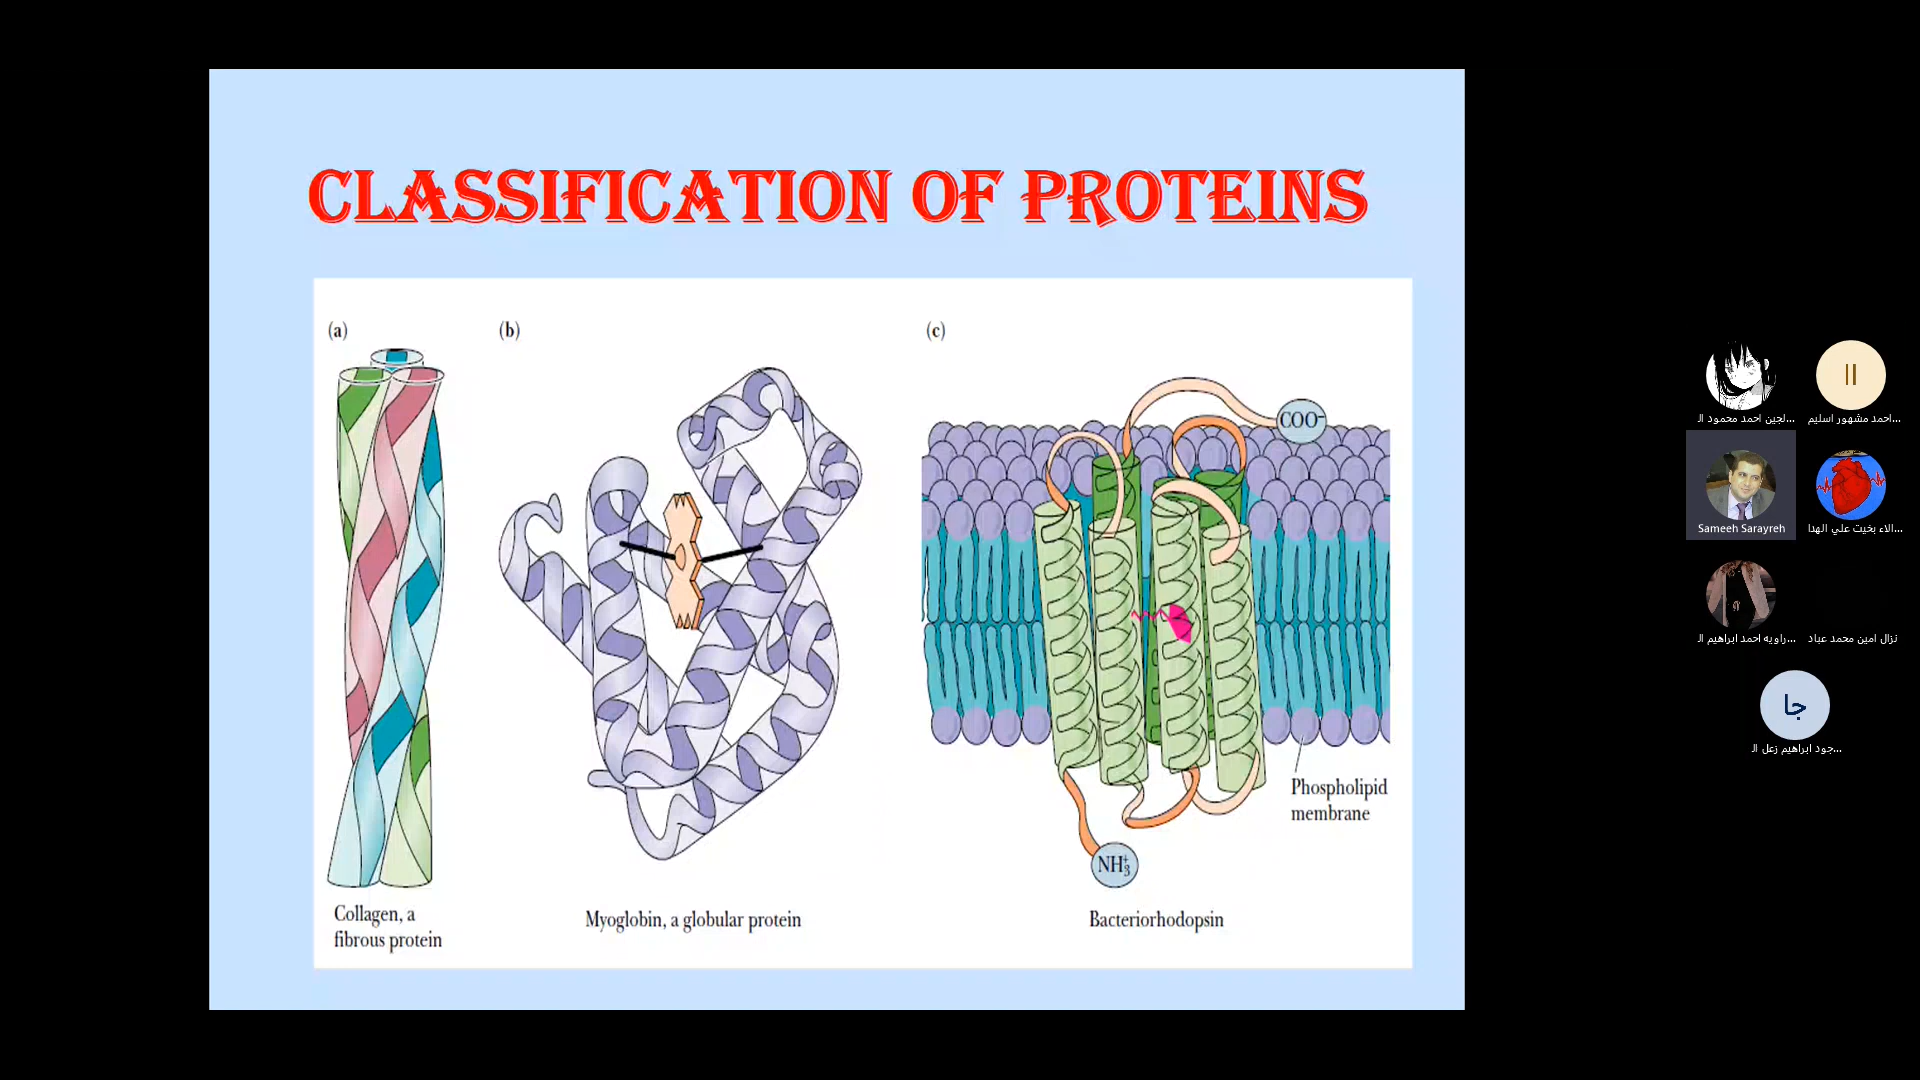 CLASSIFICATION OF PROTEINS
(a)
(b)
(c)
COO⁻
Phospholipid
membrane
NH₃⁺
Collagen, a
fibrous protein
Myoglobin, a globular protein
Bacteriorhodopsin
لجين احمد محمود ال...
احمد مشهور اسليم...
Sameeh Sarayreh
الاء بخيت علي الهدا...
راويه احمد ابراهيم ال...
نزال امين محمد عباد
جا
جود ابراهيم زعل ال...